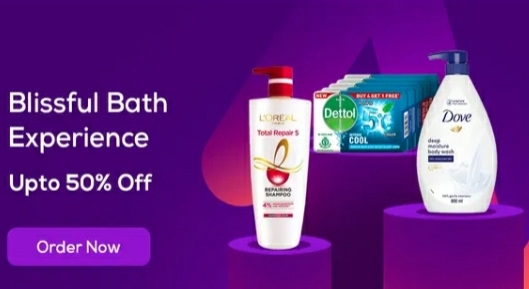 Blissful Bath
Experience
Upto 50% Off
Order Now
L'ORÉAL
Total Repair 5
REPAIRING
SHAMPOO
NEW
BUY 4 GET 1 FREE
Dettol
COOL
Dove
deep
moisture
body wash